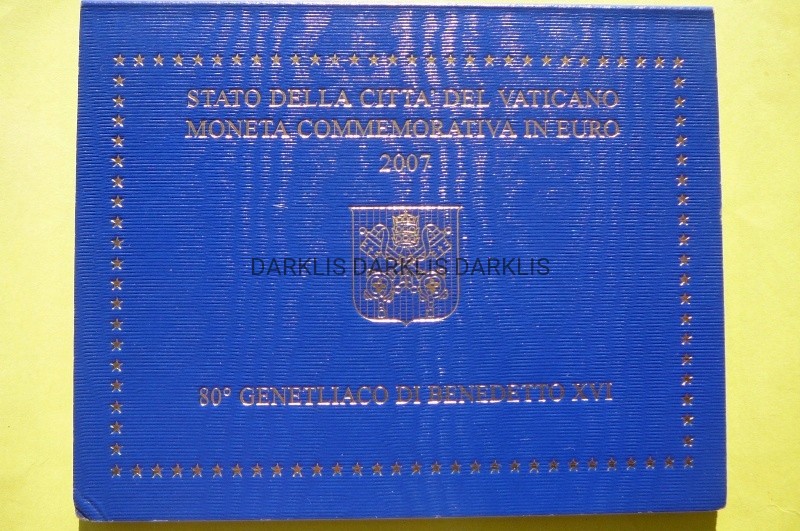 STATO DELLA CITTA' DEL VATICANO
MONETA COMMEMORATIVA IN EURO
2007
DARKLIS DARKLIS DARKLIS
80° GENETLIACO DI BENEDETTO XVI